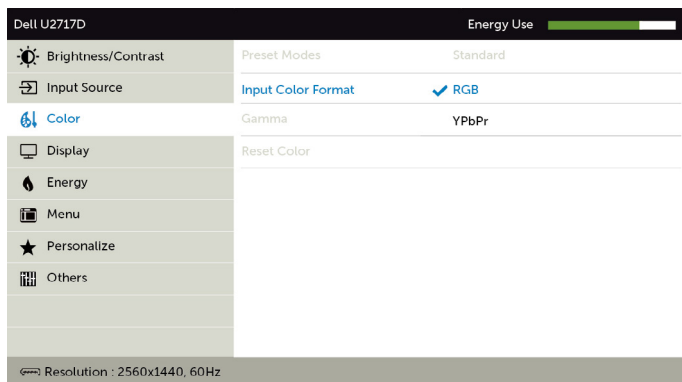 Dell U2717D Energy Use
Brightness/Contrast Preset Modes Standard
Input Source Input Color Format RGB
Color Gamma YPbPr
Display Reset Color
Energy
Menu
Personalize
Others
Resolution : 2560x1440, 60Hz